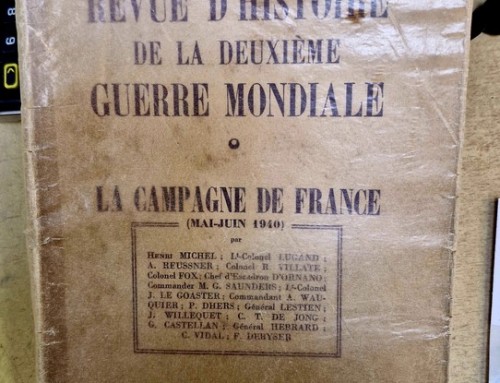 REVUE D'HISTOIRE
DE LA DEUXIÈME
GUERRE MONDIALE
LA CAMPAGNE DE FRANCE
(MAI-JUIN 1940)
par
HENRI MICHEL ; Lt-Colonel LUGAND ;
A. REUSSNER ; Colonel R. VILLATE ;
Colonel FOX ; Chef d'Escadron D'ORNANO ;
Commander M. G. SAUNDERS ; Lt-Colonel
J. LE GOASTER ; Commandant A. WAU-
QUIER ; P. DHERS ; Général LESTIEN ;
J. WILLEQUET ; C. T. DE JONG ;
G. CASTELLAN ; Général HEBRARD ;
C. VIDAL ; F. DEBYSER